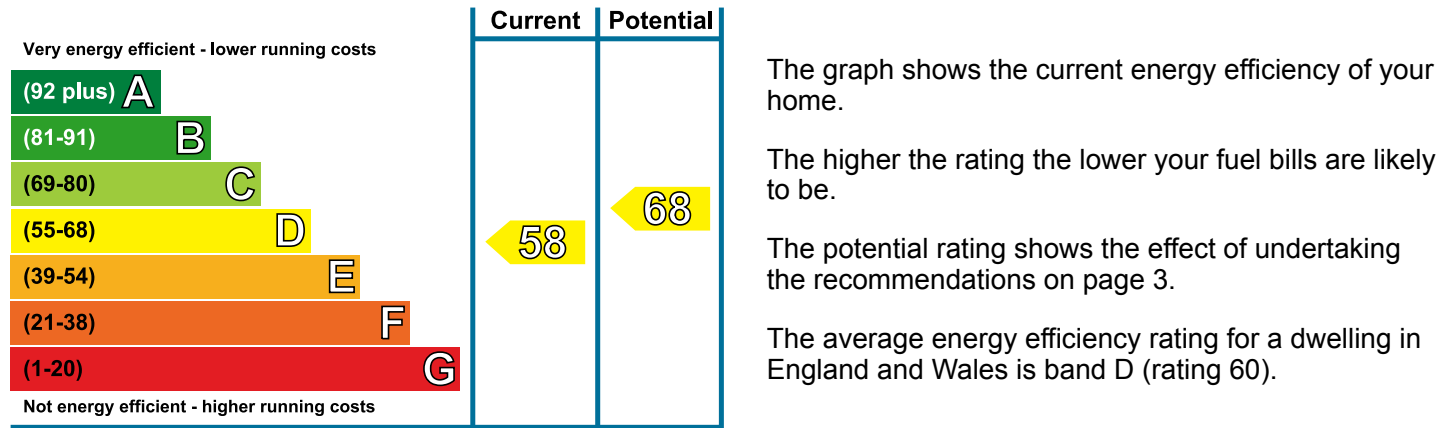 Current Potential
Very energy efficient - lower running costs
(92 plus) A
(81-91) B
(69-80) C
(55-68) D
(39-54) E
(21-38) F
(1-20) G
Not energy efficient - higher running costs
58
68
The graph shows the current energy efficiency of your
home.
The higher the rating the lower your fuel bills are likely
to be.
The potential rating shows the effect of undertaking
the recommendations on page 3.
The average energy efficiency rating for a dwelling in
England and Wales is band D (rating 60).